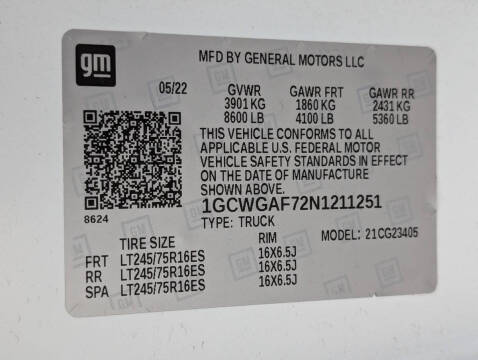 gm
MFD BY GENERAL MOTORS LLC
05/22 GVWR GAWR FRT GAWR RR
3901 KG 1860 KG 2431 KG
8600 LB 4100 LB 5360 LB
THIS VEHICLE CONFORMS TO ALL
APPLICABLE U.S. FEDERAL MOTOR
VEHICLE SAFETY STANDARDS IN EFFECT
ON THE DATE OF MANUFACTURE
SHOWN ABOVE.
8624
1GCWGAF72N1211251
TYPE: TRUCK MODEL: 21CG23405
TIRE SIZE RIM
FRT LT245/75R16ES 16X6.5J
RR LT245/75R16ES 16X6.5J
SPA LT245/75R16ES 16X6.5J